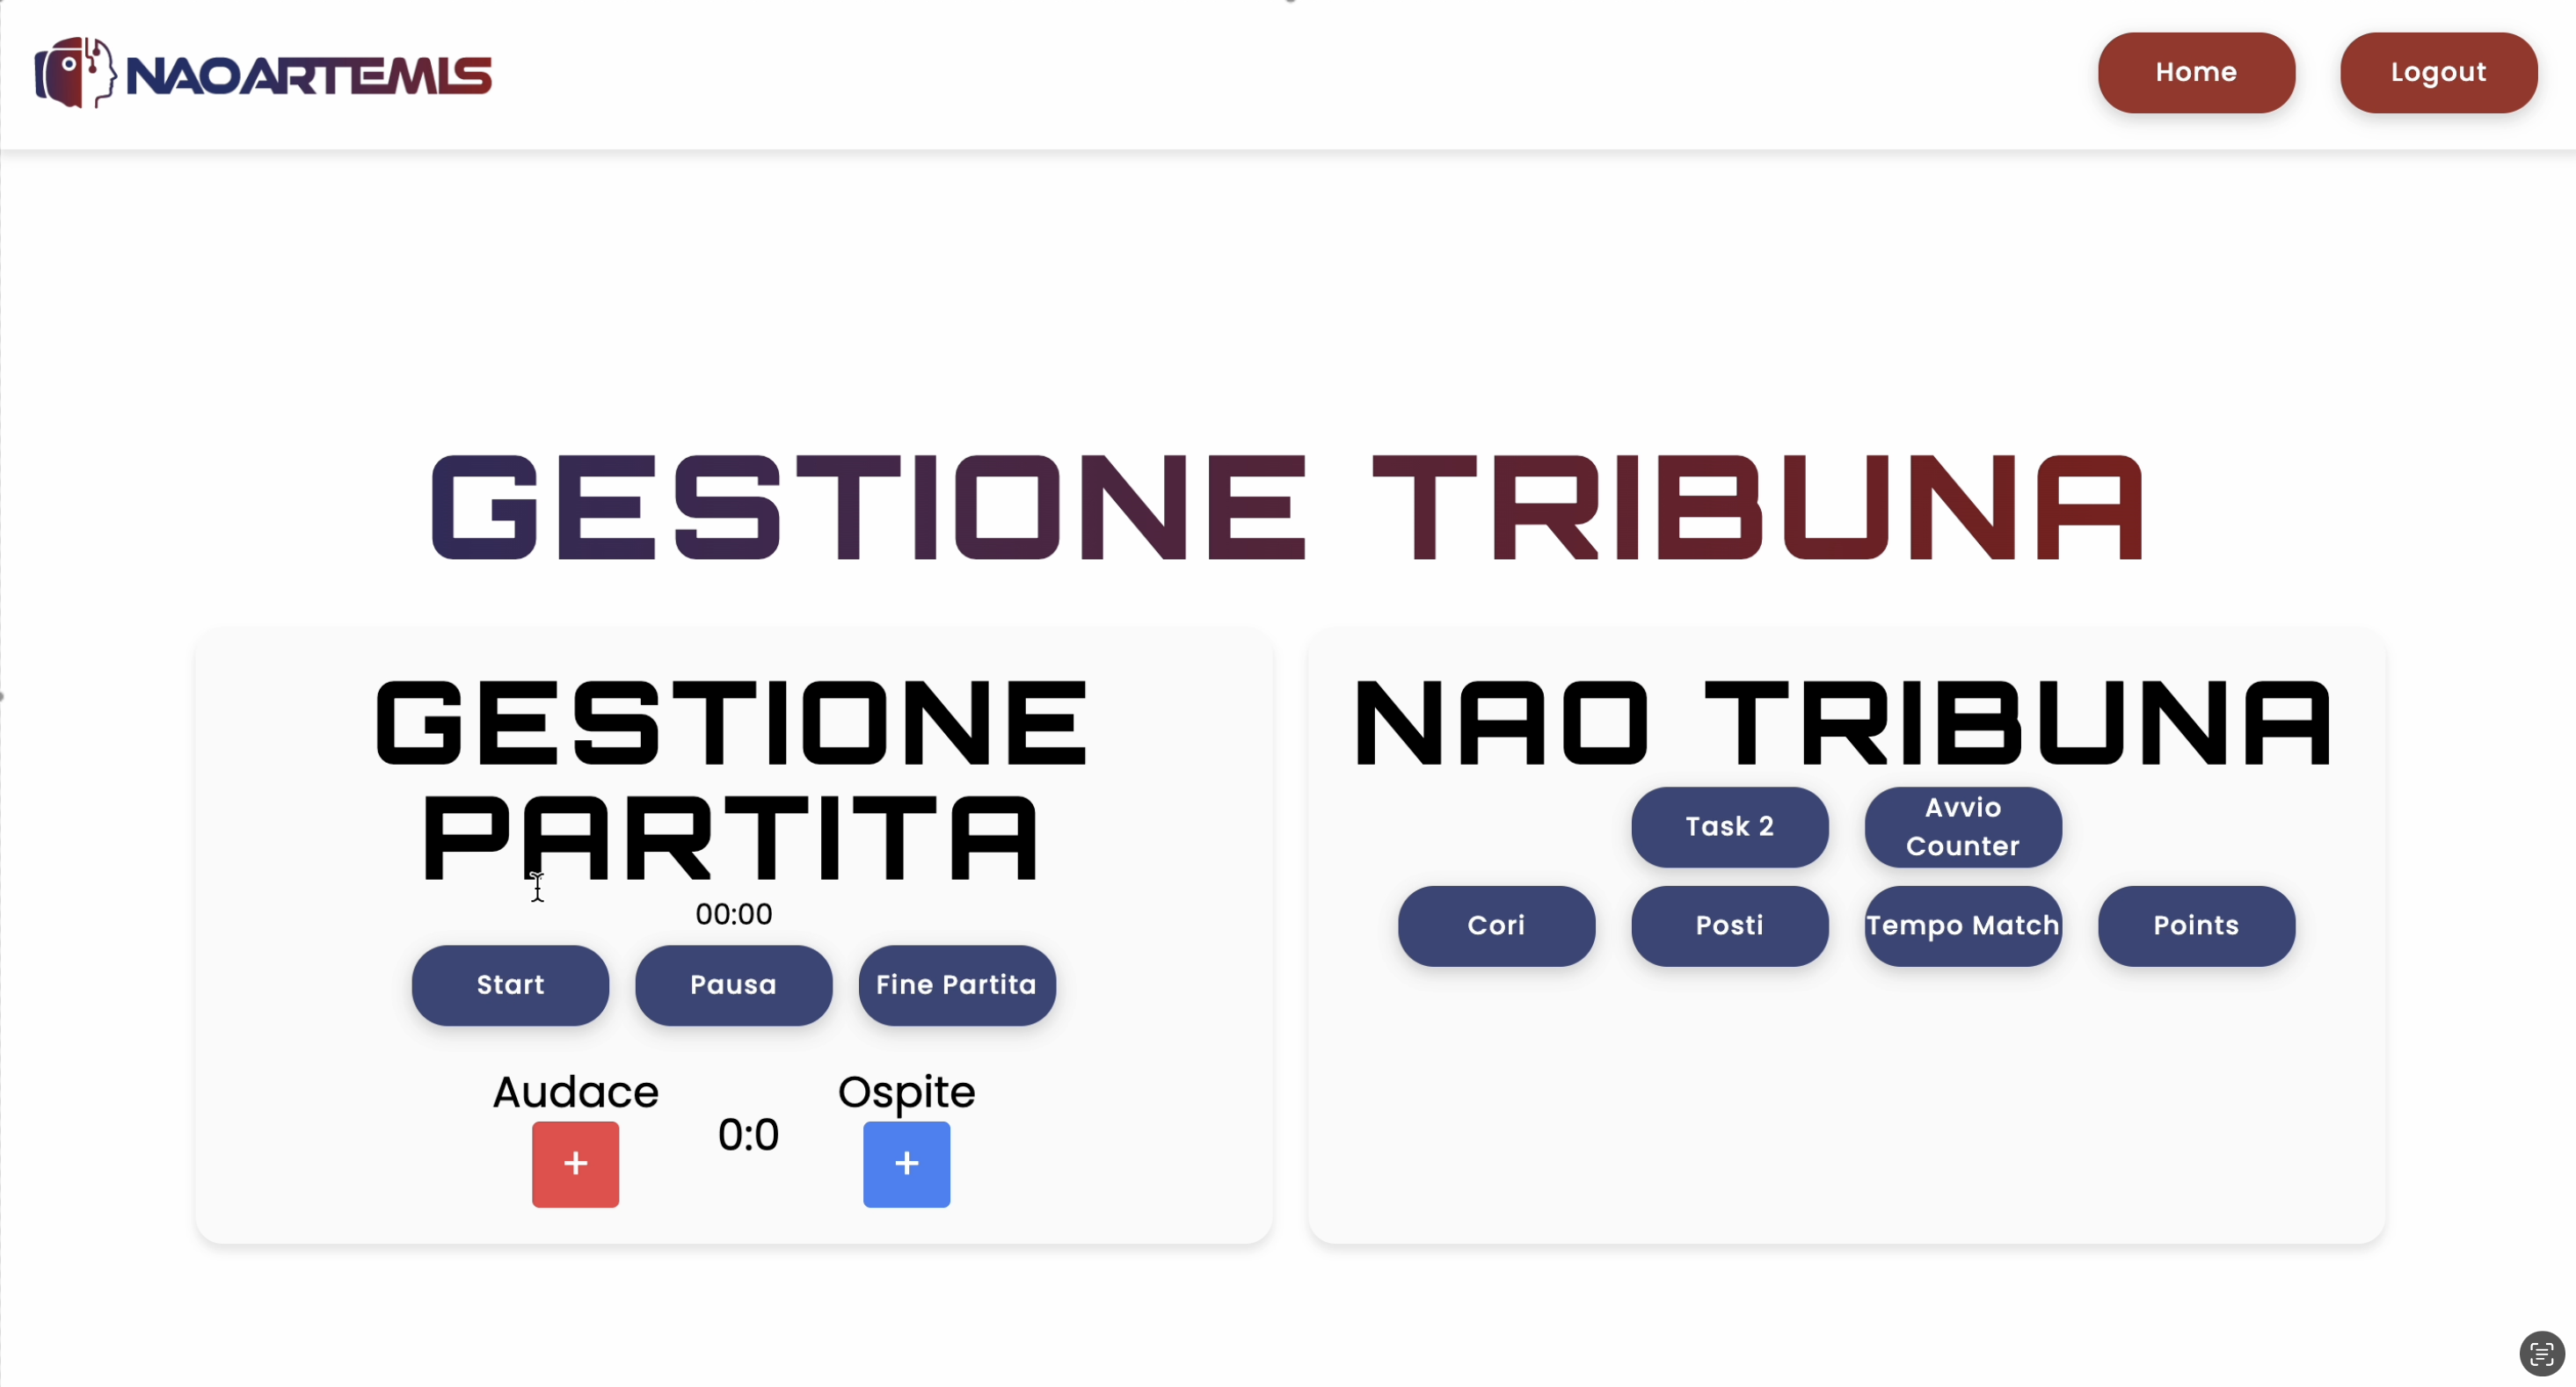 NAOARTEMIS
Home
Logout
GESTIONE TRIBUNA
GESTIONE
PARTITA
00:00
Start
Pausa
Fine Partita
Audace
0:0
Ospite
+
+
NAO TRIBUNA
Task 2
Avvio
Counter
Cori
Posti
Tempo Match
Points